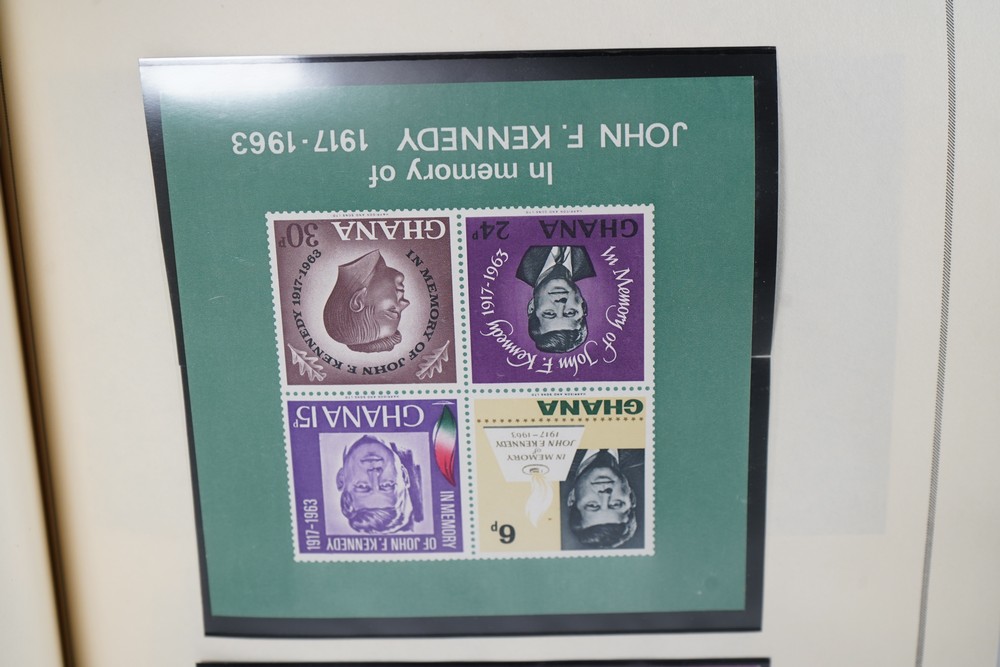 6ᵖ
IN MEMORY
of
JOHN F. KENNEDY
1917-1963
GHANA
IN MEMORY
OF JOHN F. KENNEDY
1917-1963
GHANA 15ᵖ
In Memory of John F. Kennedy 1917-1963
GHANA 24ᵖ
IN MEMORY OF JOHN F. KENNEDY 1917-1963
GHANA 30ᵖ
In memory of
JOHN F. KENNEDY 1917-1963